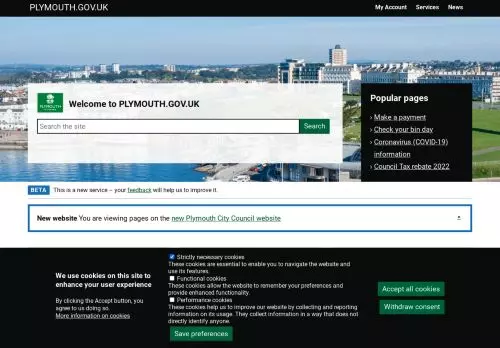 PLYMOUTH.GOV.UK
My Account Services News
PLYMOUTH
Welcome to PLYMOUTH.GOV.UK
Search the site
Search
Popular pages
› Make a payment
› Check your bin day
› Coronavirus (COVID-19)
information
› Council Tax rebate 2022
BETA This is a new service – your feedback will help us to improve it.
New website You are viewing pages on the new Plymouth City Council website
We use cookies on this site to
enhance your user experience
By clicking the Accept button, you
agree to us doing so.
More information on cookies
Strictly necessary cookies
These cookies are essential to enable you to navigate the website and
use its features.
Functional cookies
These cookies allow the website to remember your preferences and
provide enhanced functionality.
Performance cookies
These cookies help us to improve our website by collecting and reporting
information on its usage. They collect information in a way that does not
directly identify anyone.
Save preferences
Accept all cookies
Withdraw consent